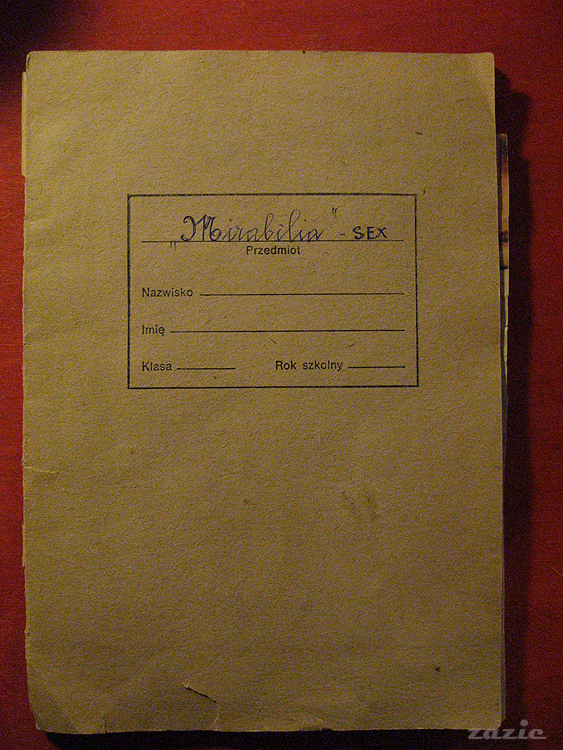 „Mirabilia" - SEX
Przedmiot
Nazwisko
Imię
Klasa Rok szkolny
zazie